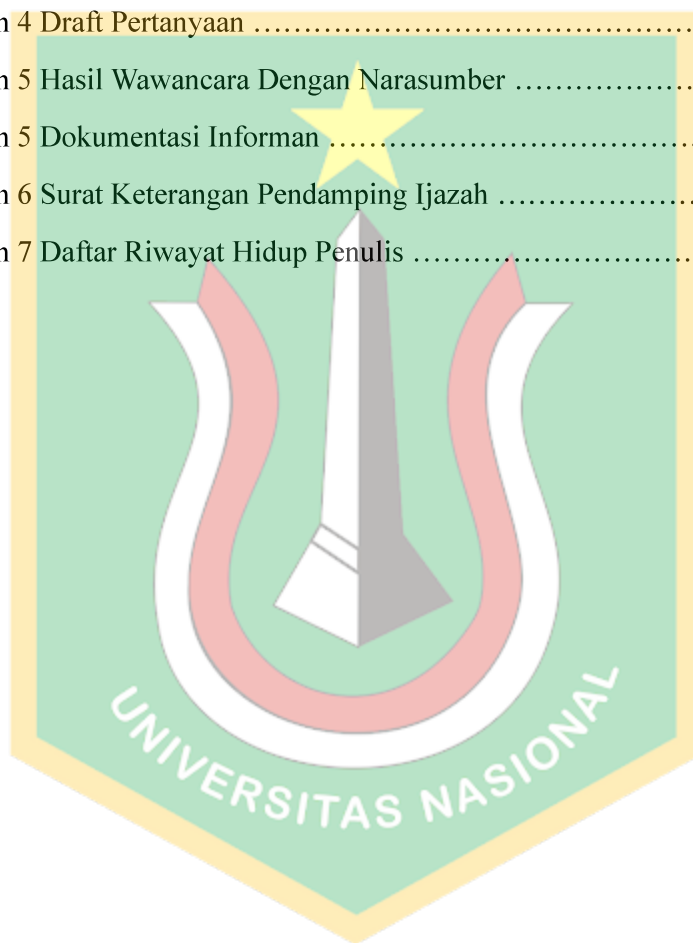 n 4 Draft Pertanyaan ……………………………………………
n 5 Hasil Wawancara Dengan Narasumber …………………
n 5 Dokumentasi Informan ……………………………………
n 6 Surat Keterangan Pendamping Ijazah ……………………
n 7 Daftar Riwayat Hidup Penulis ……………………………
UNIVERSITAS NASIONAL